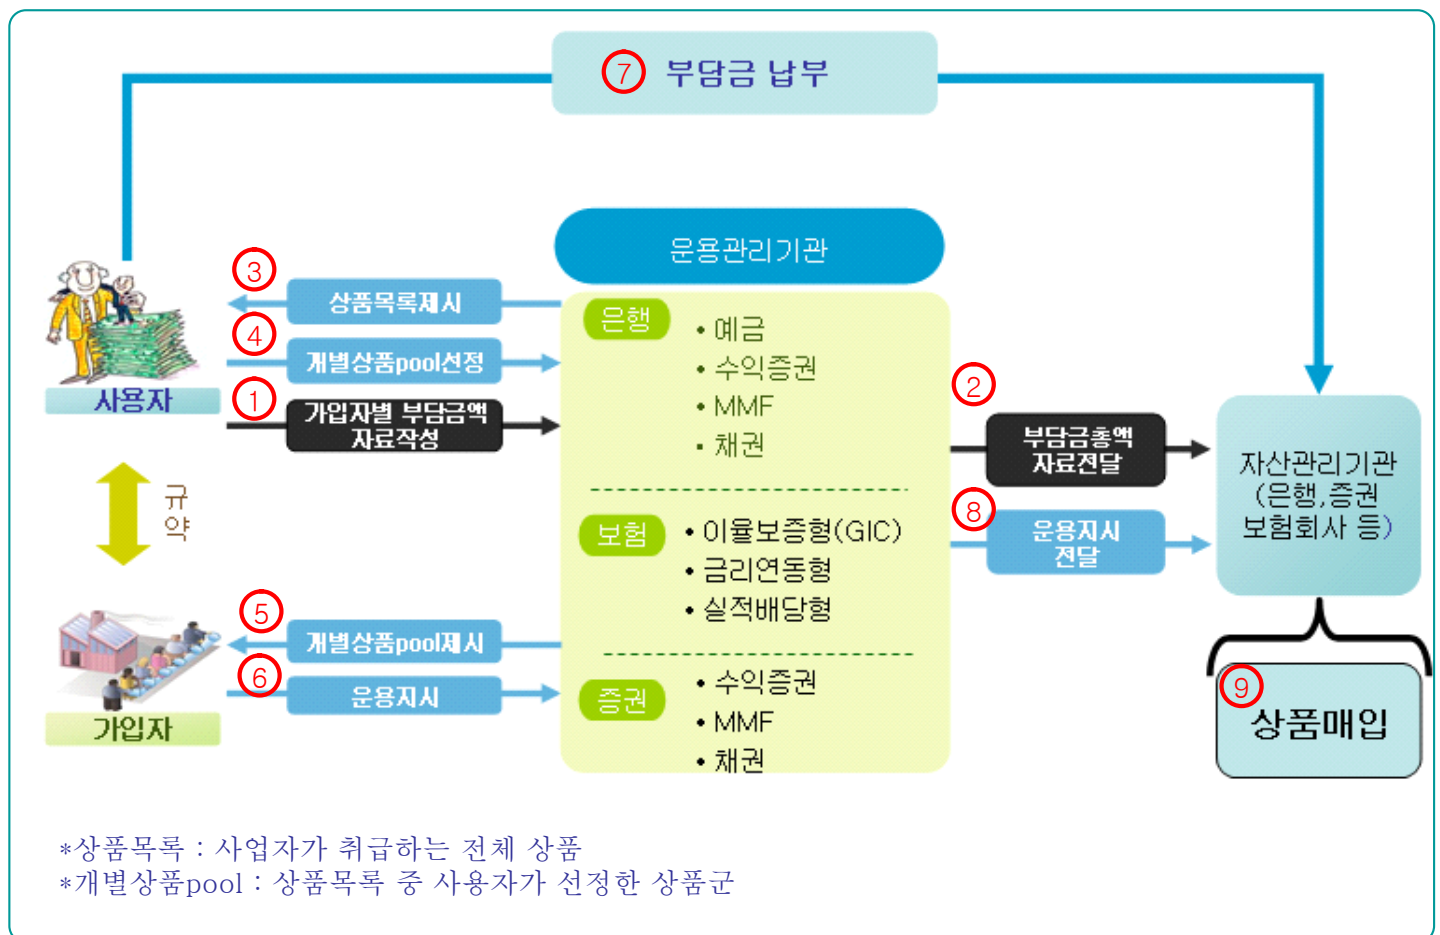 ⑦ 부담금 납부
운용관리기관
③ 상품목록제시
④ 개별상품pool선정
사용자
① 가입자별 부담금액
자료작성
규약
⑤ 개별상품pool제시
⑥ 운용지시
가입자
은행
• 예금
• 수익증권
• MMF
• 채권
보험
• 이율보증형(GIC)
• 금리연동형
• 실적배당형
증권
• 수익증권
• MMF
• 채권
② 부담금총액
자료전달
⑧ 운용지시
전달
자산관리기관
(은행,증권
보험회사 등)
⑨ 상품매입
*상품목록 : 사업자가 취급하는 전체 상품
*개별상품pool : 상품목록 중 사용자가 선정한 상품군